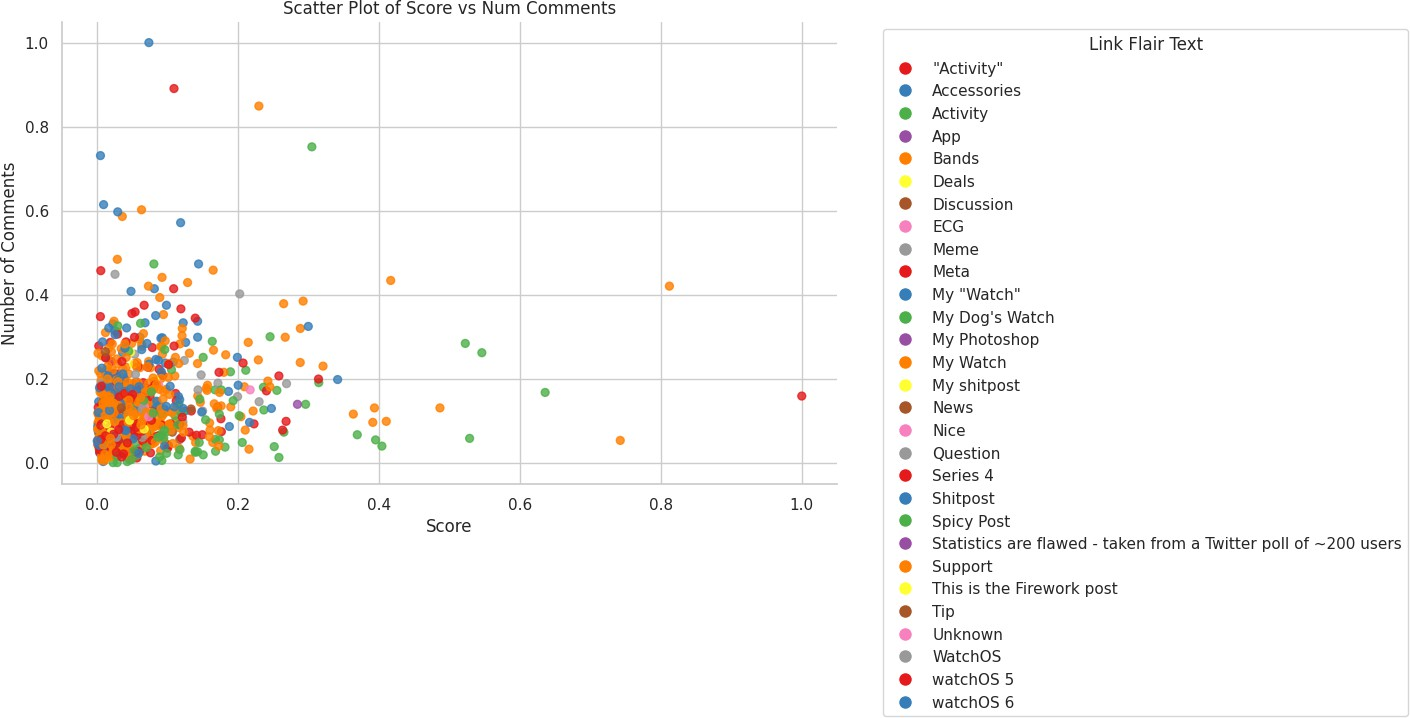 Scatter Plot of Score vs Num Comments
1.0
0.8
0.6
0.4
0.2
0.0
Number of Comments
0.0 0.2 0.4 0.6 0.8 1.0
Score
Link Flair Text
"Activity"
Accessories
Activity
App
Bands
Deals
Discussion
ECG
Meme
Meta
My "Watch"
My Dog's Watch
My Photoshop
My Watch
My shitpost
News
Nice
Question
Series 4
Shitpost
Spicy Post
Statistics are flawed - taken from a Twitter poll of ~200 users
Support
This is the Firework post
Tip
Unknown
WatchOS
watchOS 5
watchOS 6